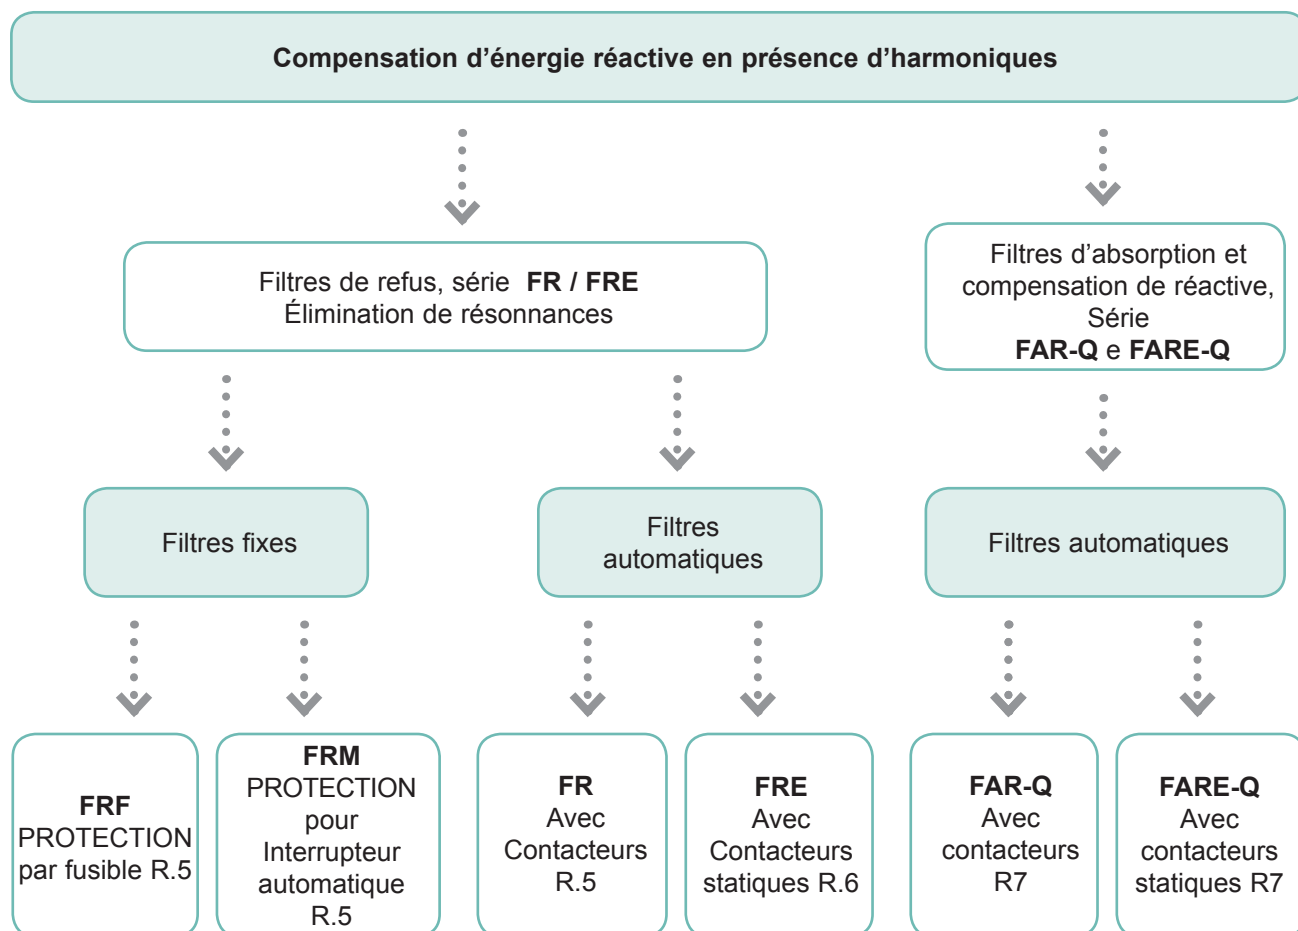 Compensation d’énergie réactive en présence d’harmoniques
Filtres de refus, série FR / FRE
Élimination de résonnances
Filtres d’absorption et
compensation de réactive,
Série
FAR-Q e FARE-Q
Filtres fixes
Filtres
automatiques
Filtres automatiques
FRF
PROTECTION
par fusible R.5
FRM
PROTECTION
pour
Interrupteur
automatique
R.5
FR
Avec
Contacteurs
R.5
FRE
Avec
Contacteurs
statiques R.6
FAR-Q
Avec
contacteurs
R7
FARE-Q
Avec
contacteurs
statiques R7